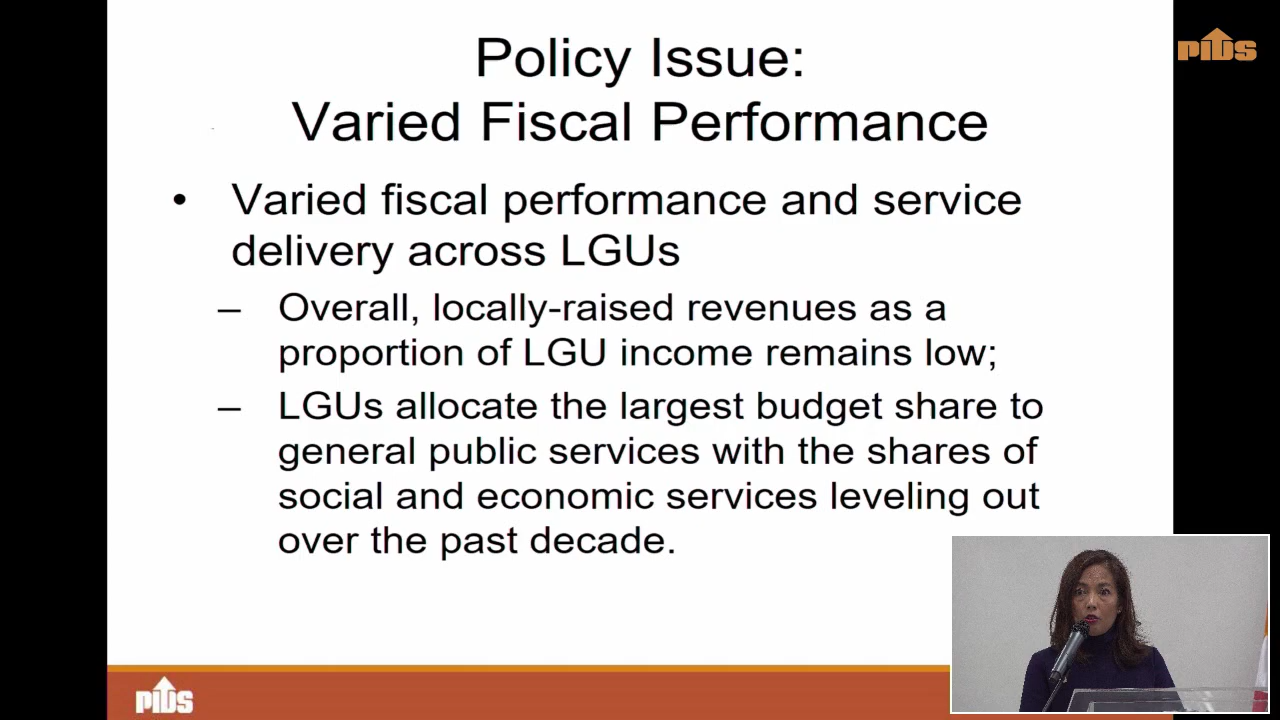 Policy Issue:
Varied Fiscal Performance
PIDS
• Varied fiscal performance and service
delivery across LGUs
– Overall, locally-raised revenues as a
proportion of LGU income remains low;
– LGUs allocate the largest budget share to
general public services with the shares of
social and economic services leveling out
over the past decade.
PIDS